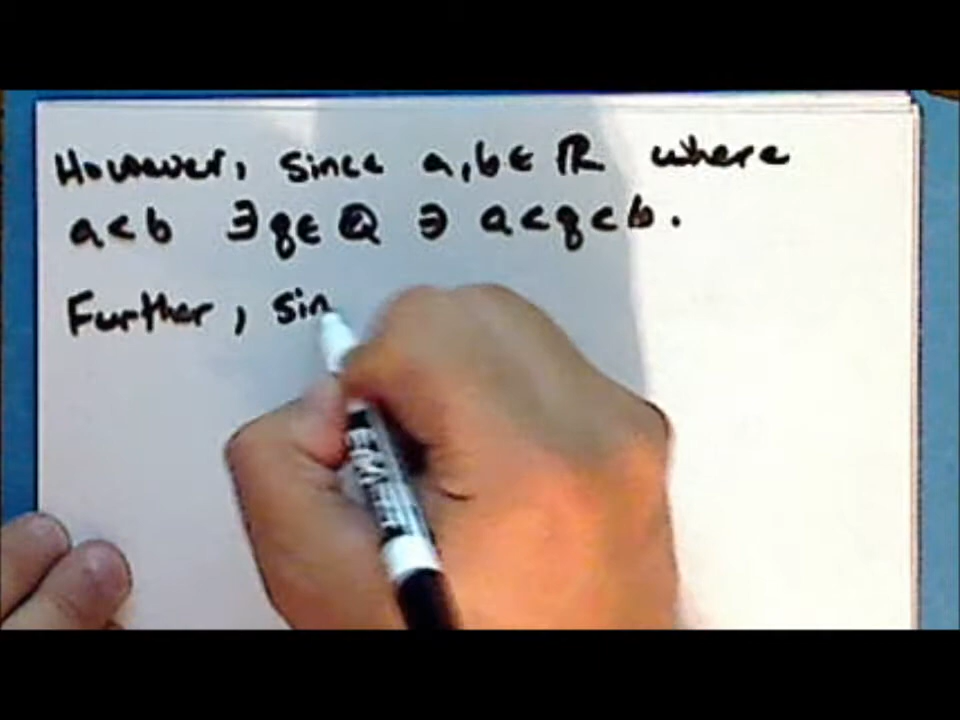 However, since a,b∈ ℝ where
a<b ∃q∈ ℚ ∋ a<q<b.
Further, sin